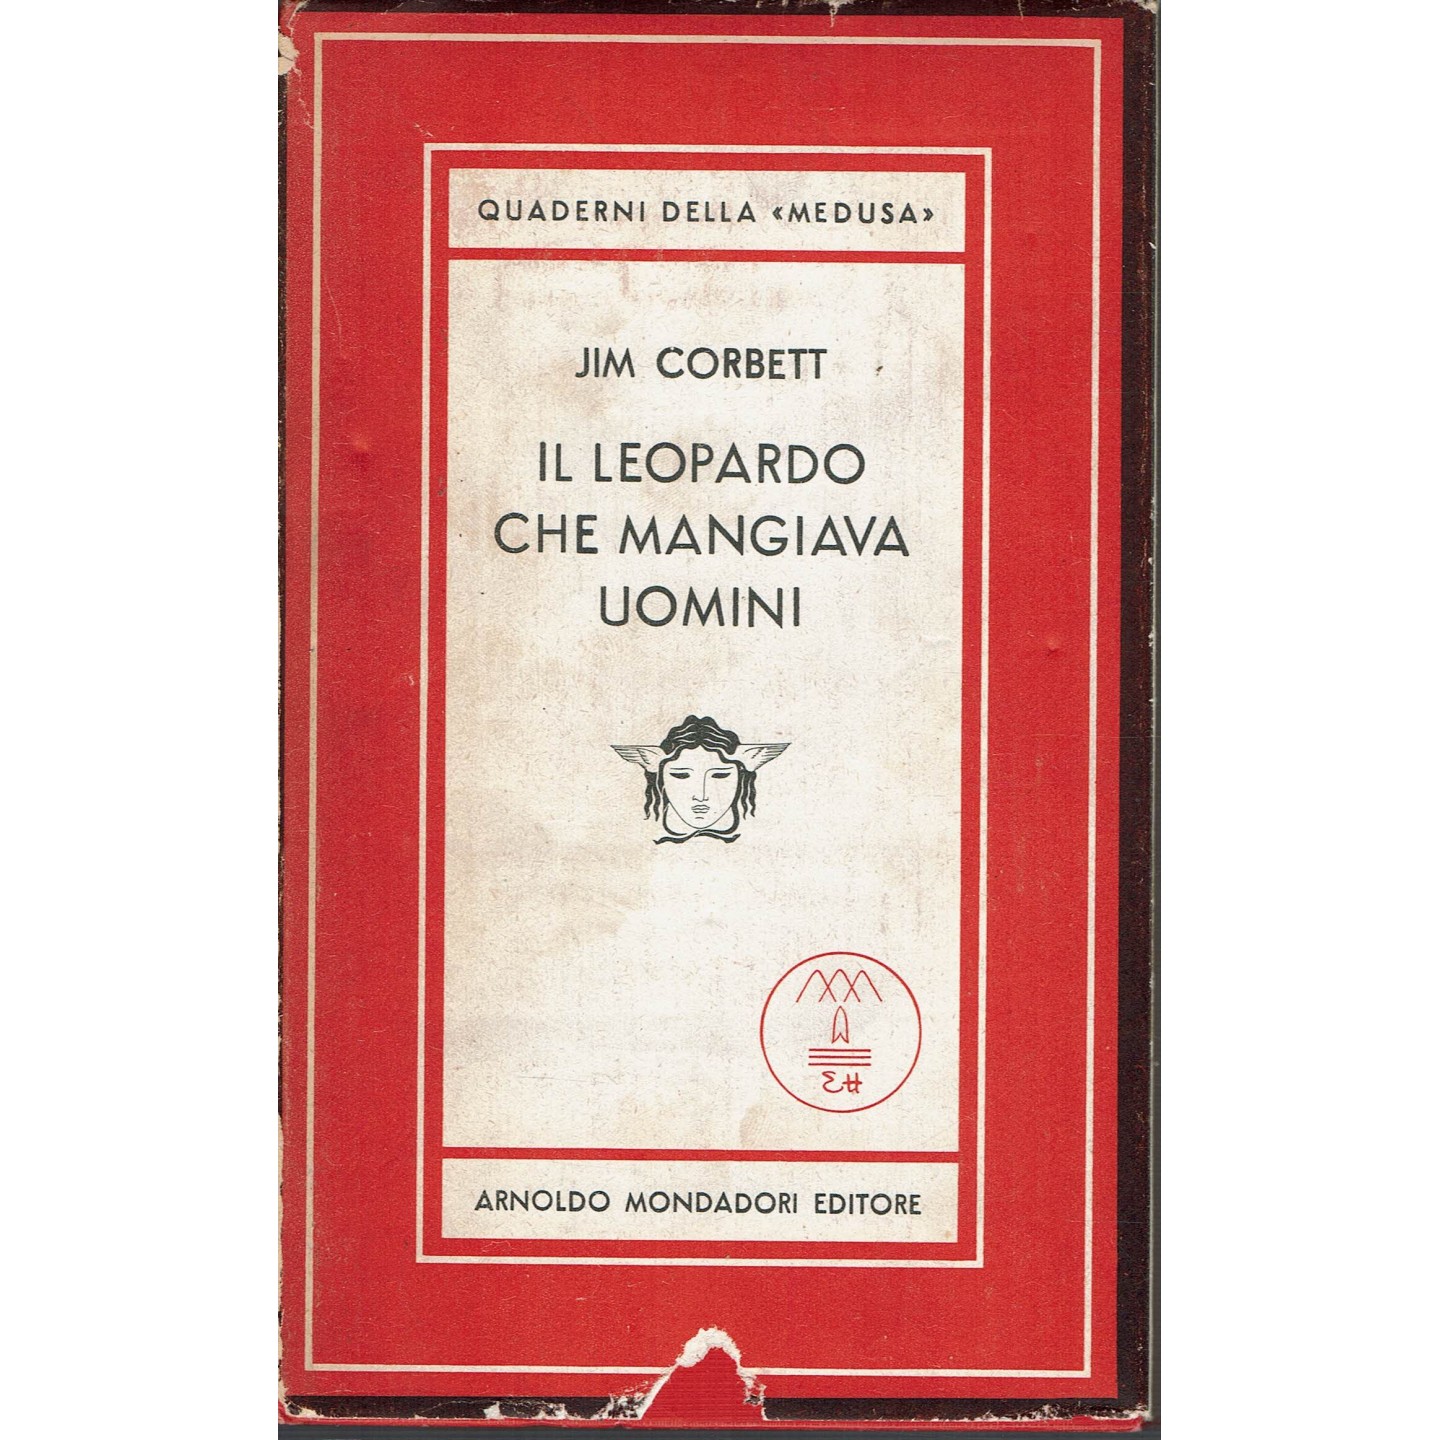 QUADERNI DELLA «MEDUSA»
JIM CORBETT
IL LEOPARDO
CHE MANGIAVA
UOMINI
ARNOLDO MONDADORI EDITORE